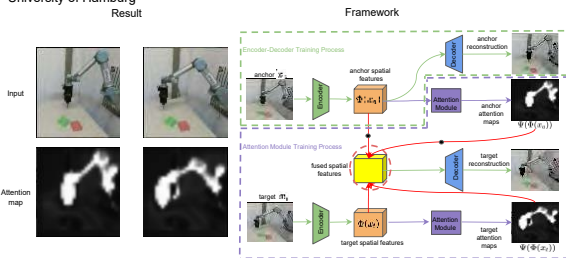 University of Hamburg
Result
Framework
Input
Attention
map
Encoder-Decoder Training Process
anchor
Encoder
anchor spatial
features
Decoder
anchor
reconstruction
Attention
Module
anchor
attention
maps
Ψ(Φ(xₐ))
Attention Module Training Process
fused spatial
features
Decoder
target
reconstruction
target
Encoder
target spatial features
Attention
Module
target
attention
maps
Ψ(Φ(xₜ))